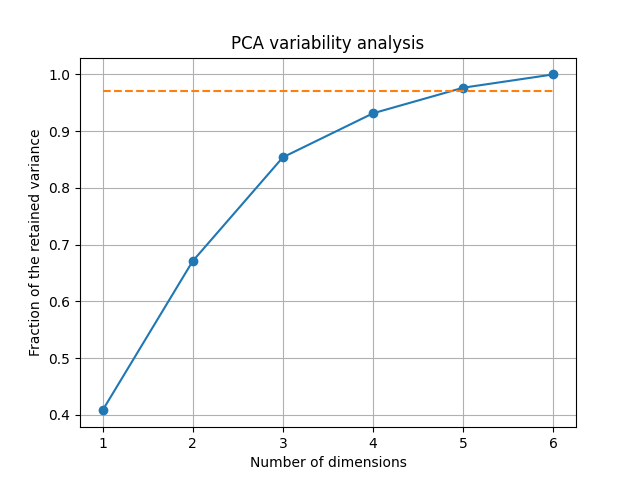 PCA variability analysis
Fraction of the retained variance
1.0
0.9
0.8
0.7
0.6
0.5
0.4
1 2 3 4 5 6
Number of dimensions